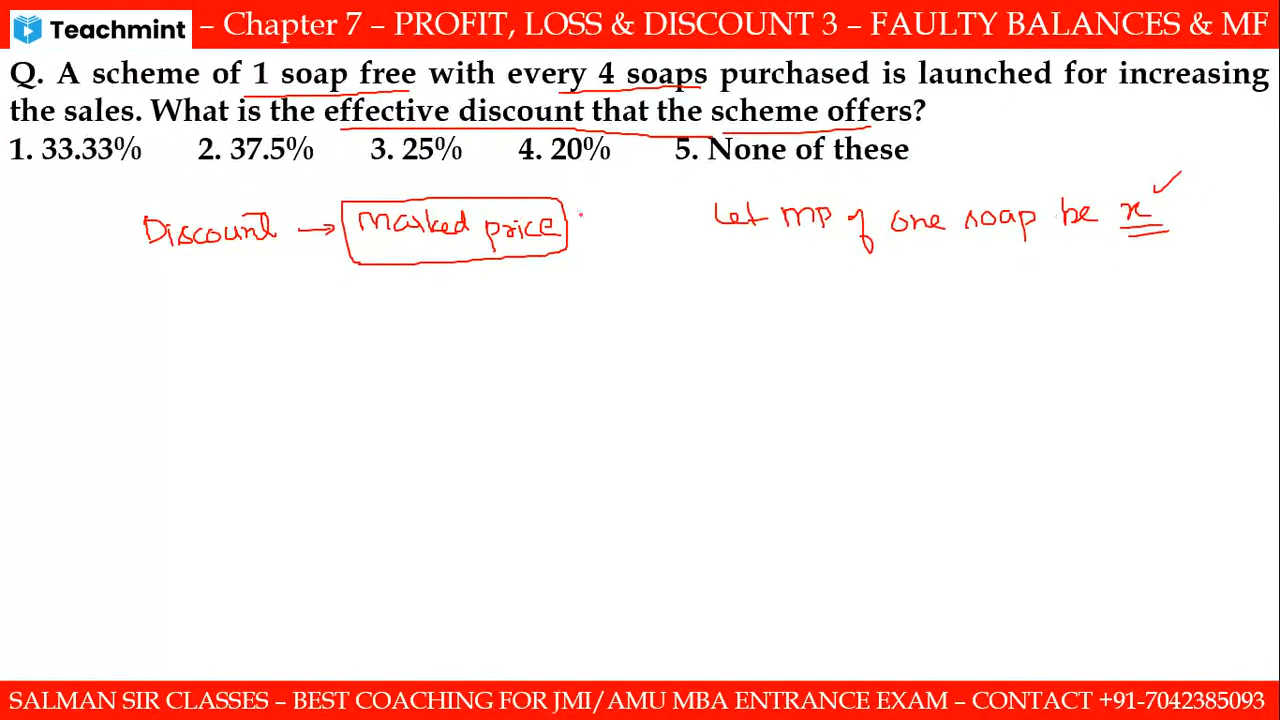 Teachmint – Chapter 7 – PROFIT, LOSS & DISCOUNT 3 – FAULTY BALANCES & MF
Q. A scheme of 1 soap free with every 4 soaps purchased is launched for increasing
the sales. What is the effective discount that the scheme offers?
1. 33.33% 2. 37.5% 3. 25% 4. 20% 5. None of these
Discount → Marked price Let MP of one soap be x
SALMAN SIR CLASSES – BEST COACHING FOR JMI/AMU MBA ENTRANCE EXAM – CONTACT +91-7042385093